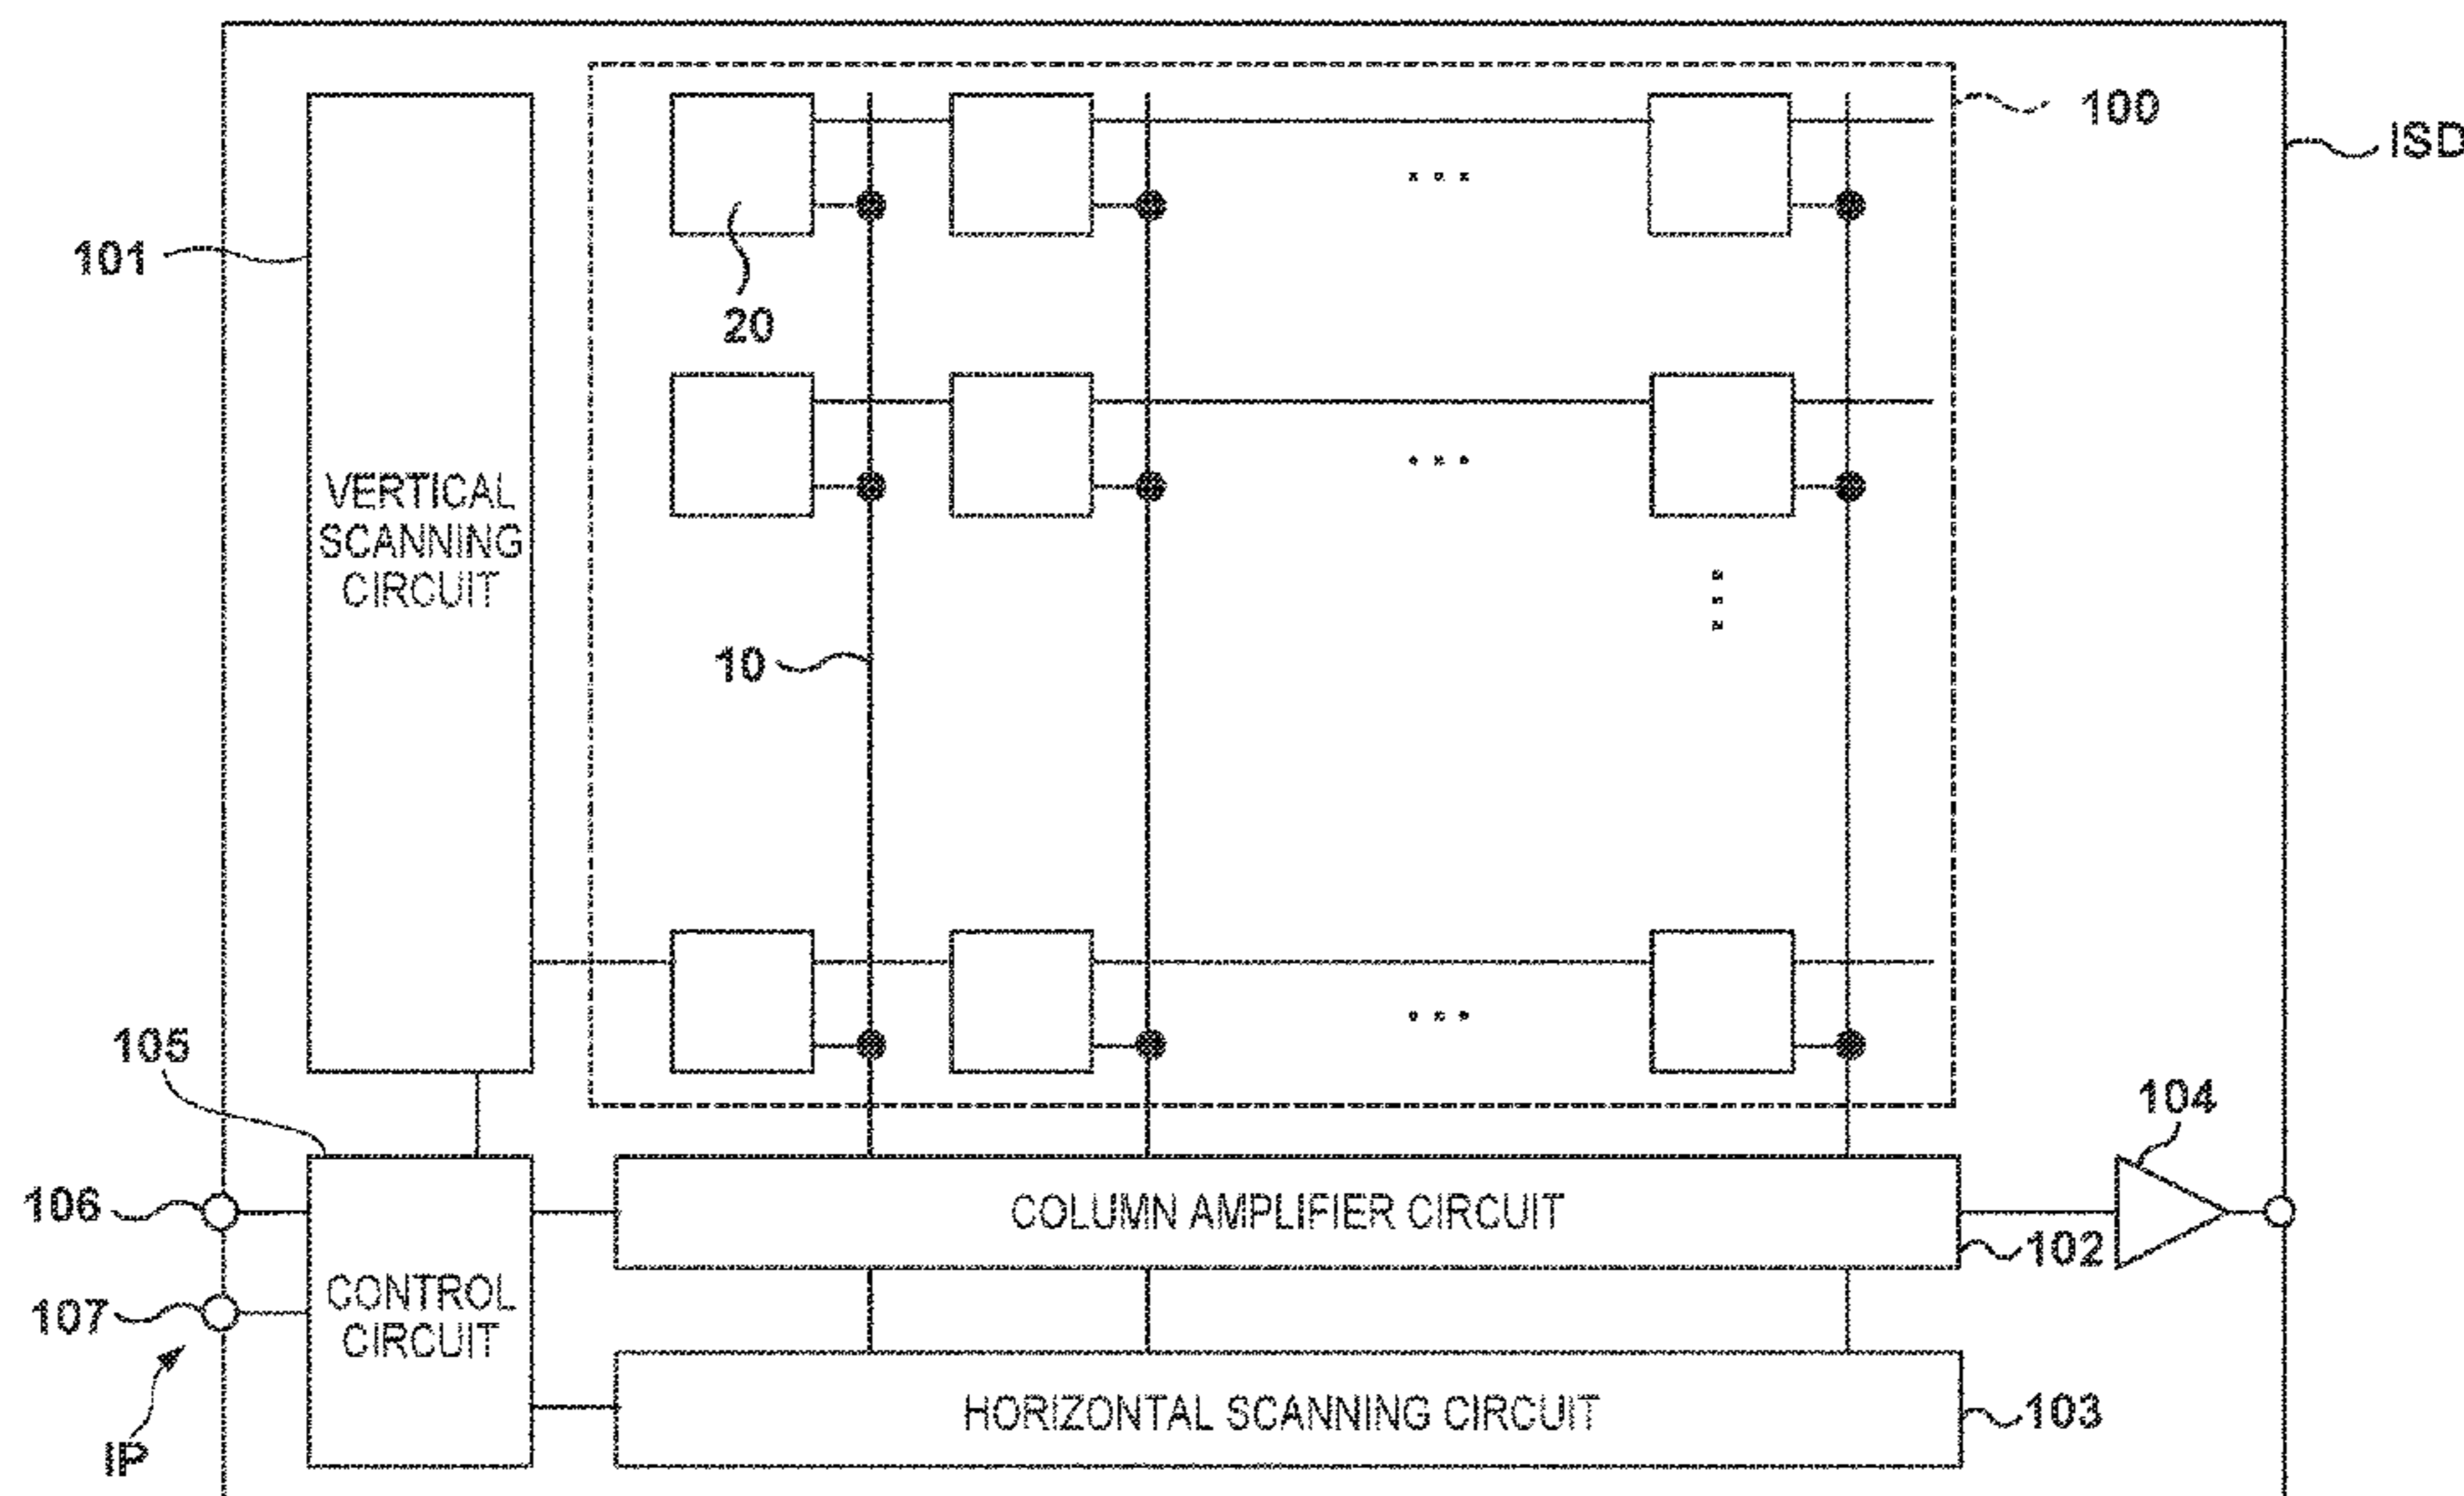 100
ISD
101
20
VERTICAL
SCANNING
CIRCUIT
10
105
104
106
COLUMN AMPLIFIER CIRCUIT
102
107
CONTROL
CIRCUIT
HORIZONTAL SCANNING CIRCUIT
103
IP